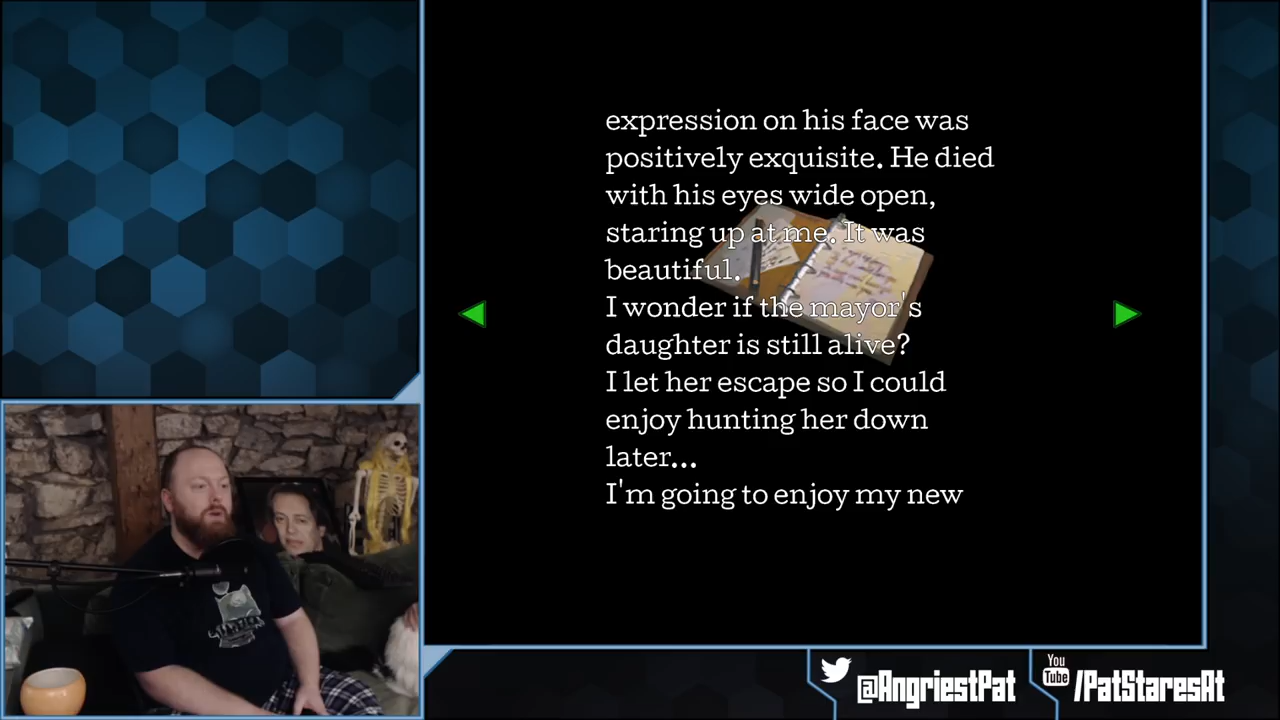 expression on his face was
positively exquisite. He died
with his eyes wide open,
staring up at me. It was
beautiful.
I wonder if the mayor's
daughter is still alive?
I let her escape so I could
enjoy hunting her down
later...
I'm going to enjoy my new
@AngriestPat
You
Tube
/PatStaresAt